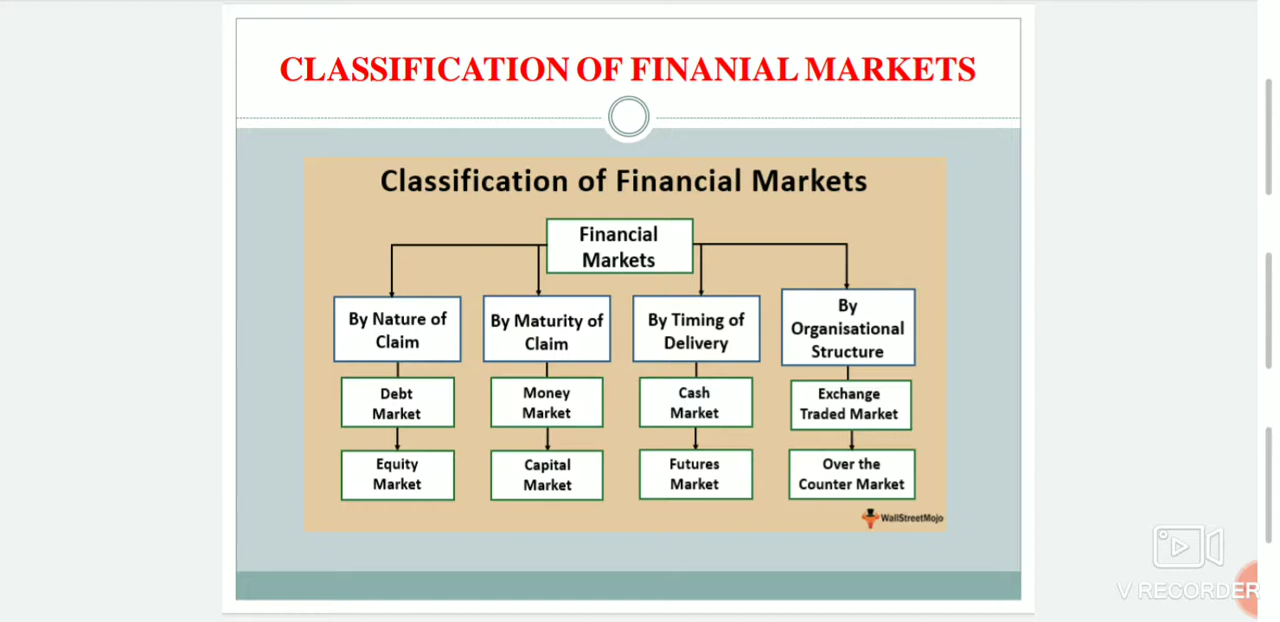 CLASSIFICATION OF FINANIAL MARKETS
Classification of Financial Markets
Financial
Markets
By Nature of
Claim
By Maturity of
Claim
By Timing of
Delivery
By
Organisational
Structure
Debt
Market
Money
Market
Cash
Market
Exchange
Traded Market
Equity
Market
Capital
Market
Futures
Market
Over the
Counter Market
WallStreetMojo
V RECORDER